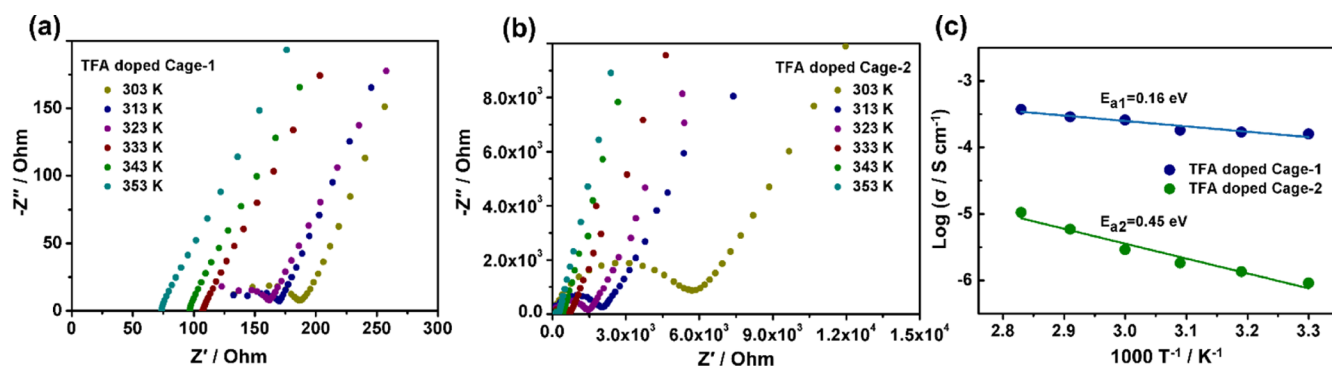 (a)
200
150
100
50
0
-Z″ / Ohm
TFA doped Cage-1
303 K
313 K
323 K
333 K
343 K
353 K
0 50 100 150 200 250 300
Z′ / Ohm
(b)
8.0x10³
6.0x10³
4.0x10³
2.0x10³
0.0
-Z″ / Ohm
TFA doped Cage-2
303 K
313 K
323 K
333 K
343 K
353 K
0.0 3.0x10³ 6.0x10³ 9.0x10³ 1.2x10⁴ 1.5x10⁴
Z′ / Ohm
(c)
-3
-4
-5
-6
Log (σ / S cm⁻¹)
Eₐ₁=0.16 eV
TFA doped Cage-1
TFA doped Cage-2
Eₐ₂=0.45 eV
2.8 2.9 3.0 3.1 3.2 3.3
1000 T⁻¹ / K⁻¹